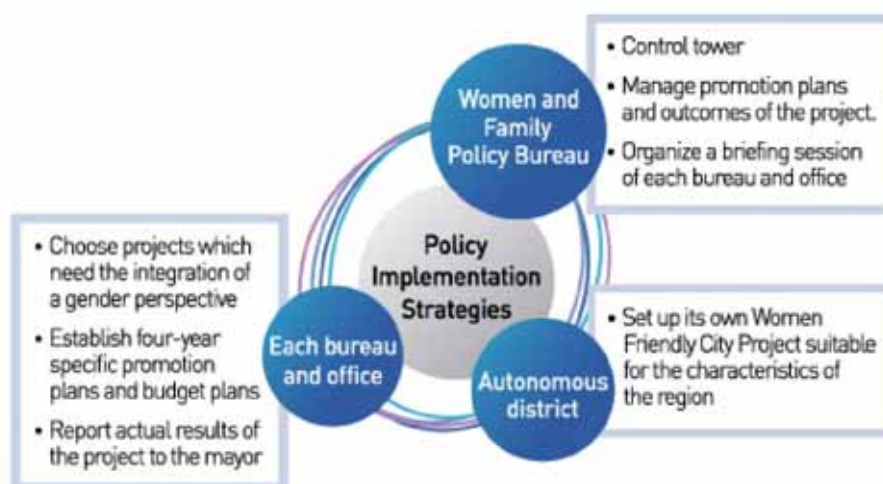 Women and
Family
Policy Bureau
• Control tower
• Manage promotion plans
and outcomes of the project.
• Organize a briefing session
of each bureau and office
Policy
Implementation
Strategies
• Choose projects which
need the integration of
a gender perspective
• Establish four-year
specific promotion
plans and budget plans
• Report actual results of
the project to the mayor
Each bureau
and office
Autonomous
district
• Set up its own Women
Friendly City Project suitable
for the characteristics of
the region